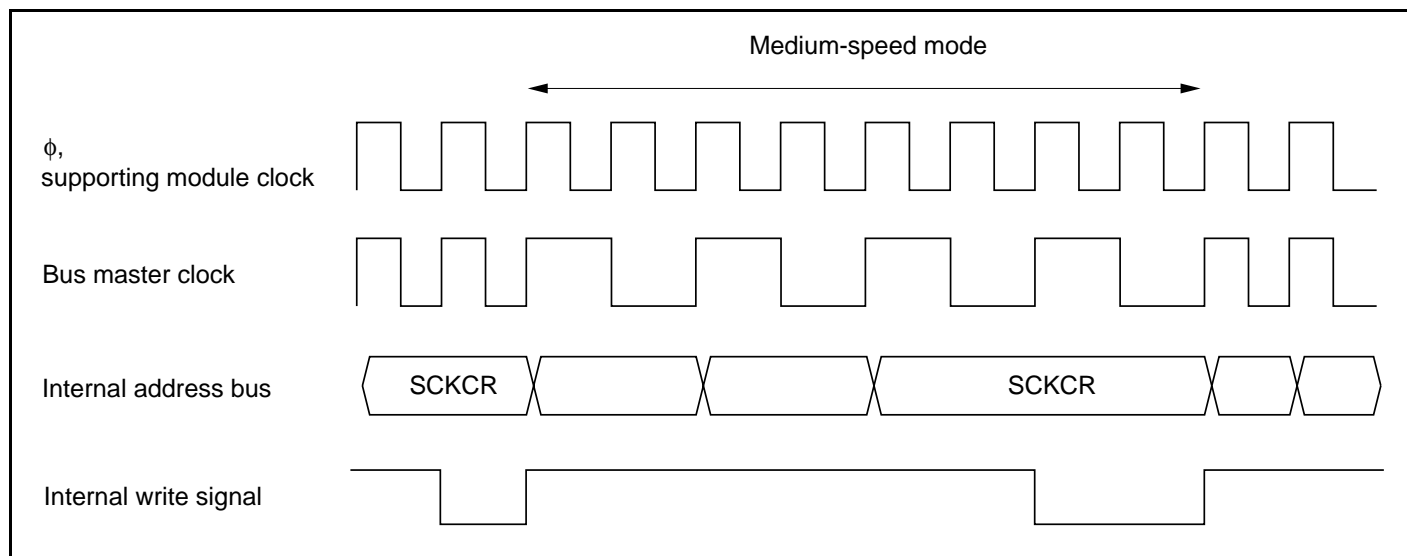 Medium-speed mode
ϕ,
supporting module clock
Bus master clock
Internal address bus
SCKCR
SCKCR
Internal write signal